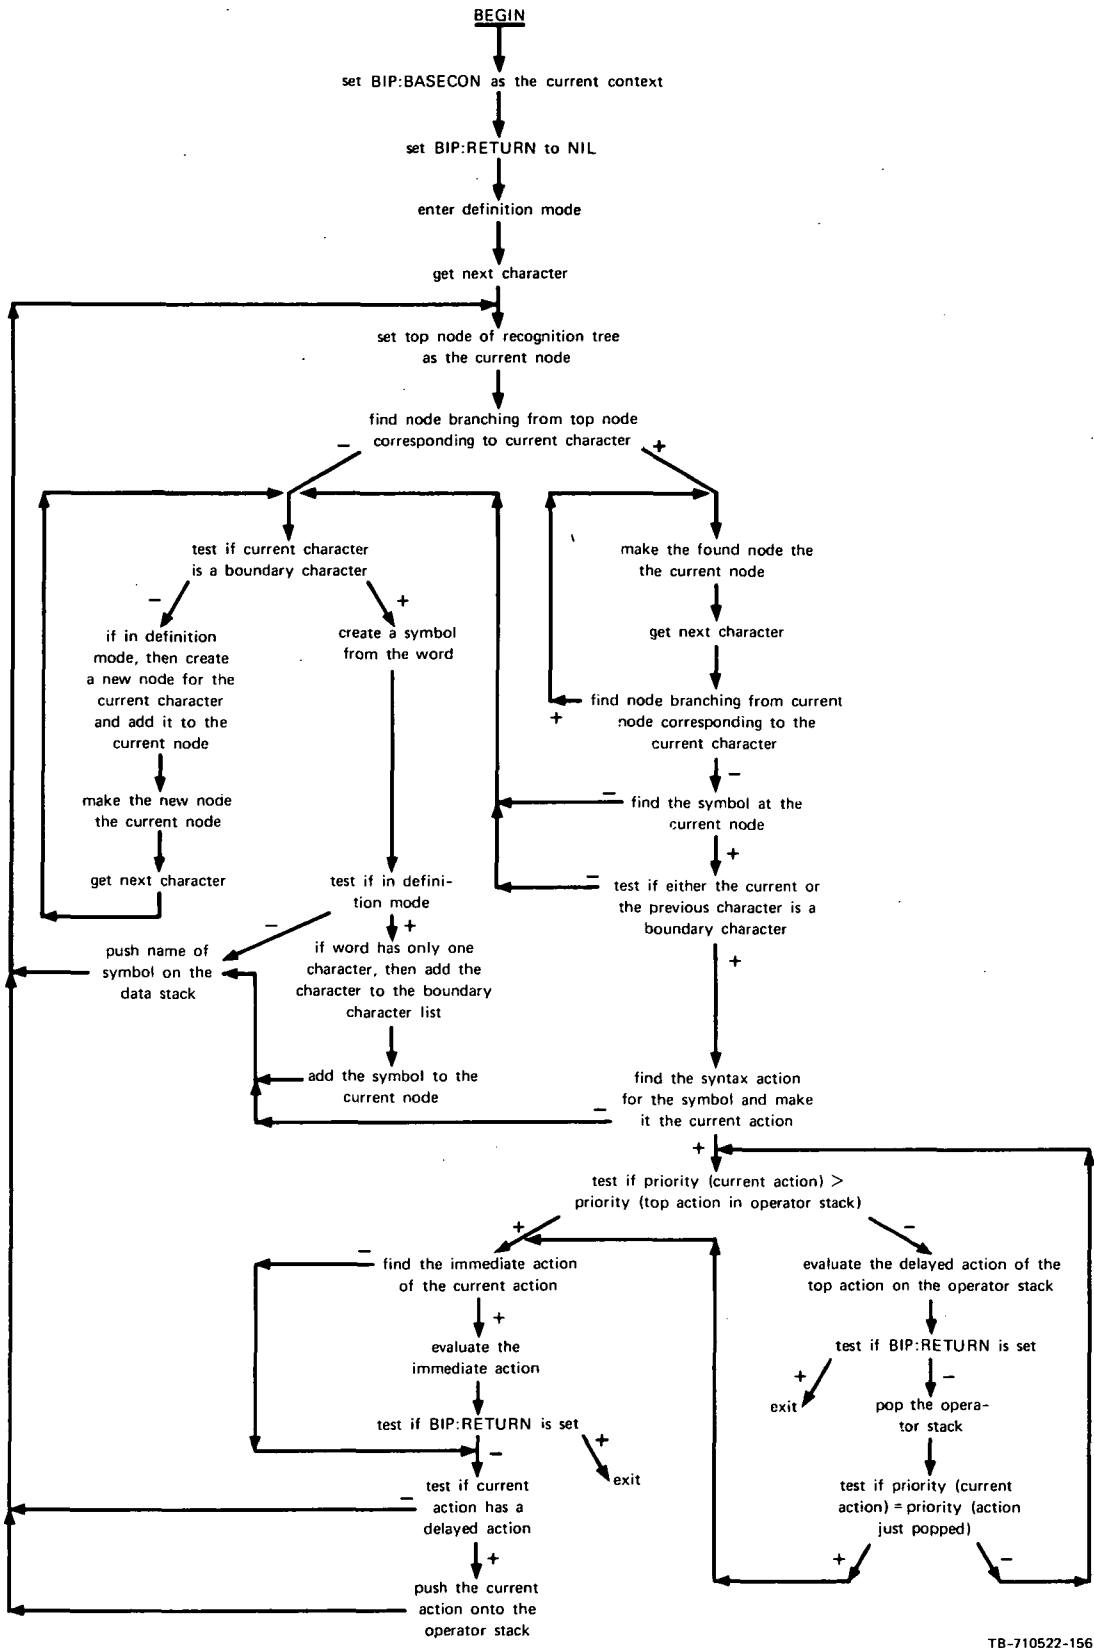 BEGIN
set BIP:BASECON as the current context
set BIP:RETURN to NIL
enter definition mode
get next character
set top node of recognition tree
as the current node
find node branching from top node
corresponding to current character
−
+
test if current character
is a boundary character
−
+
if in definition
mode, then create
a new node for the
current character
and add it to the
current node
make the new node
the current node
get next character
create a symbol
from the word
test if in defini-
tion mode
−
+
push name of
symbol on the
data stack
if word has only one
character, then add the
character to the boundary
character list
add the symbol to the
current node
make the found node the
the current node
get next character
find node branching from current
node corresponding to the
current character
+
−
find the symbol at the
current node
−
+
test if either the current or
the previous character is a
boundary character
−
+
find the syntax action
for the symbol and make
it the current action
−
+
test if priority (current action) >
priority (top action in operator stack)
+
−
find the immediate action
of the current action
−
+
evaluate the
immediate action
test if BIP:RETURN is set
+
exit
−
test if current
action has a
delayed action
−
+
push the current
action onto the
operator stack
evaluate the delayed action of the
top action on the operator stack
test if BIP:RETURN is set
+
exit
−
pop the opera-
tor stack
test if priority (current
action) = priority (action
just popped)
+
−
TB-710522-156